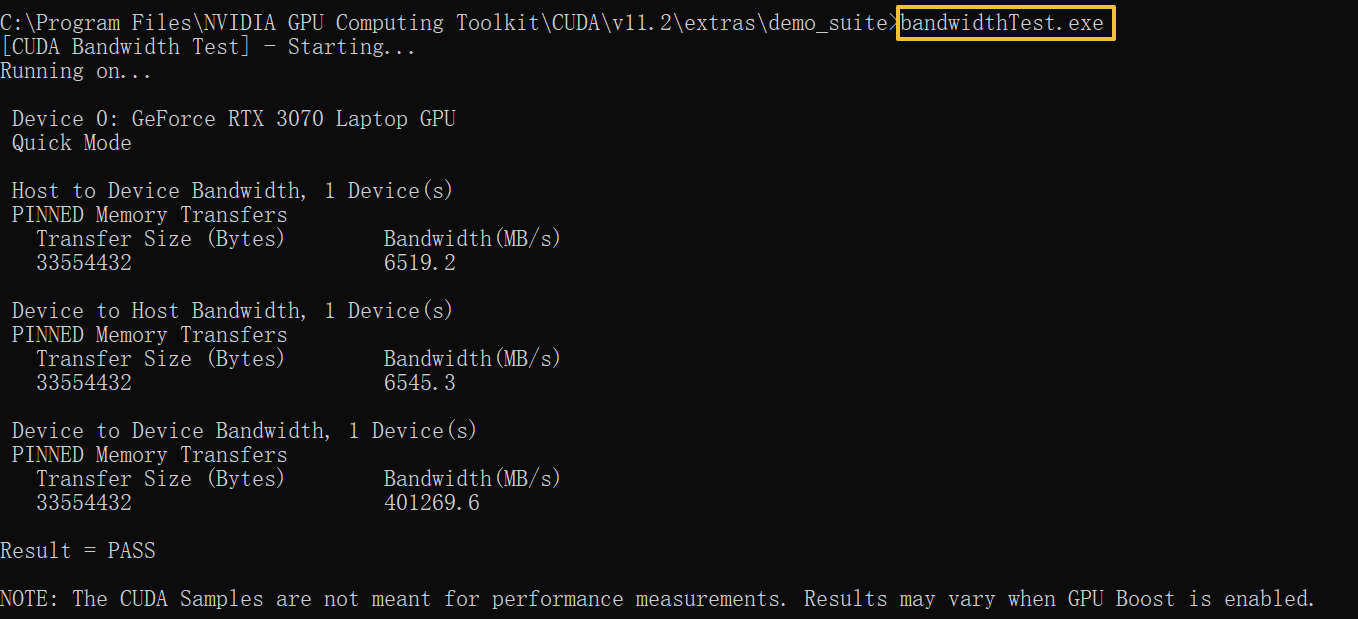 C:\Program Files\NVIDIA GPU Computing Toolkit\CUDA\v11.2\extras\demo_suite>bandwidthTest.exe
[CUDA Bandwidth Test] - Starting...
Running on...
Device 0: GeForce RTX 3070 Laptop GPU
Quick Mode
Host to Device Bandwidth, 1 Device(s)
PINNED Memory Transfers
Transfer Size (Bytes) Bandwidth(MB/s)
33554432 6519.2
Device to Host Bandwidth, 1 Device(s)
PINNED Memory Transfers
Transfer Size (Bytes) Bandwidth(MB/s)
33554432 6545.3
Device to Device Bandwidth, 1 Device(s)
PINNED Memory Transfers
Transfer Size (Bytes) Bandwidth(MB/s)
33554432 401269.6
Result = PASS
NOTE: The CUDA Samples are not meant for performance measurements. Results may vary when GPU Boost is enabled.